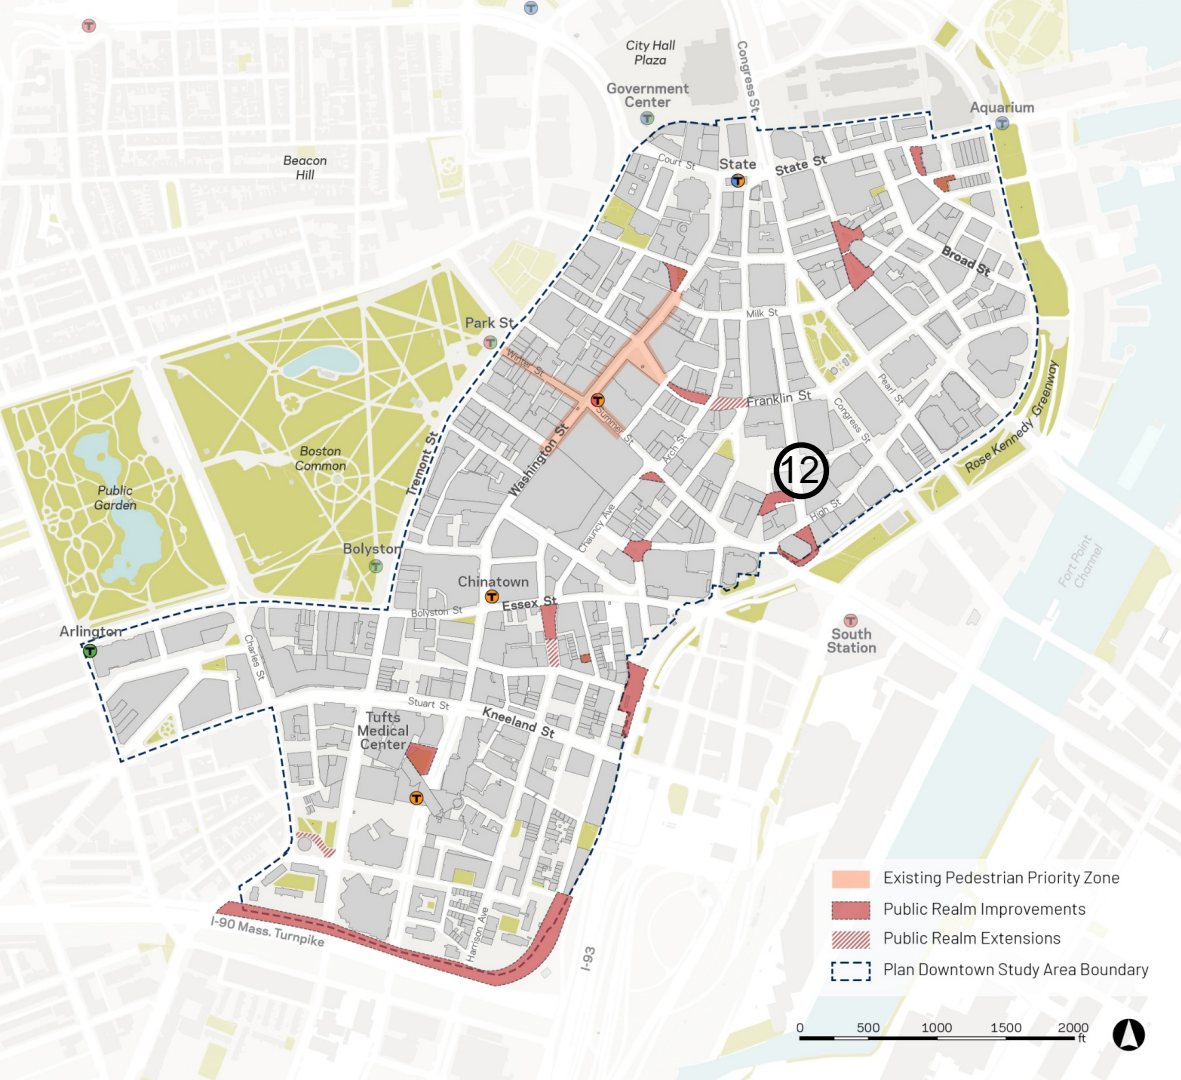 City Hall
Plaza
Congress St
Government
Center
Aquarium
Beacon
Hill
Court St
State
State St
Broad St
Park St
Milk St
Winter St
Pearl St
Franklin St
Congress St
Summer St
Arch St
Rose Kennedy Greenway
Washington St
Tremont St
Boston
Common
Public
Garden
12
High St
Chauncy Ave
Bolyston
Fort Point
Channel
Chinatown
Essex St
Bolyston St
Arlington
Charles St
South
Station
Stuart St
Kneeland St
Tufts
Medical
Center
I-90 Mass. Turnpike
Harrison Ave
I-93
Existing Pedestrian Priority Zone
Public Realm Improvements
Public Realm Extensions
Plan Downtown Study Area Boundary
0 500 1000 1500 2000
ft
T
T
T
T
T
T
T
T
T
T
T
T